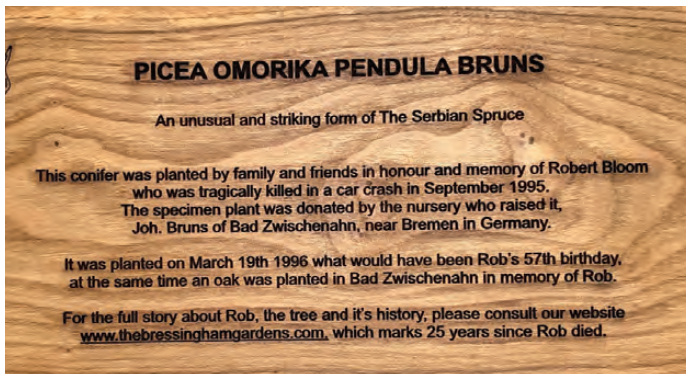 PICEA OMORIKA PENDULA BRUNS
An unusual and striking form of The Serbian Spruce
This conifer was planted by family and friends in honour and memory of Robert Bloom
who was tragically killed in a car crash in September 1995.
The specimen plant was donated by the nursery who raised it,
Joh. Bruns of Bad Zwischenahn, near Bremen in Germany.
It was planted on March 19th 1996 what would have been Rob's 57th birthday,
at the same time an oak was planted in Bad Zwischenahn in memory of Rob.
For the full story about Rob, the tree and it's history, please consult our website
www.thebressinghamgardens.com, which marks 25 years since Rob died.